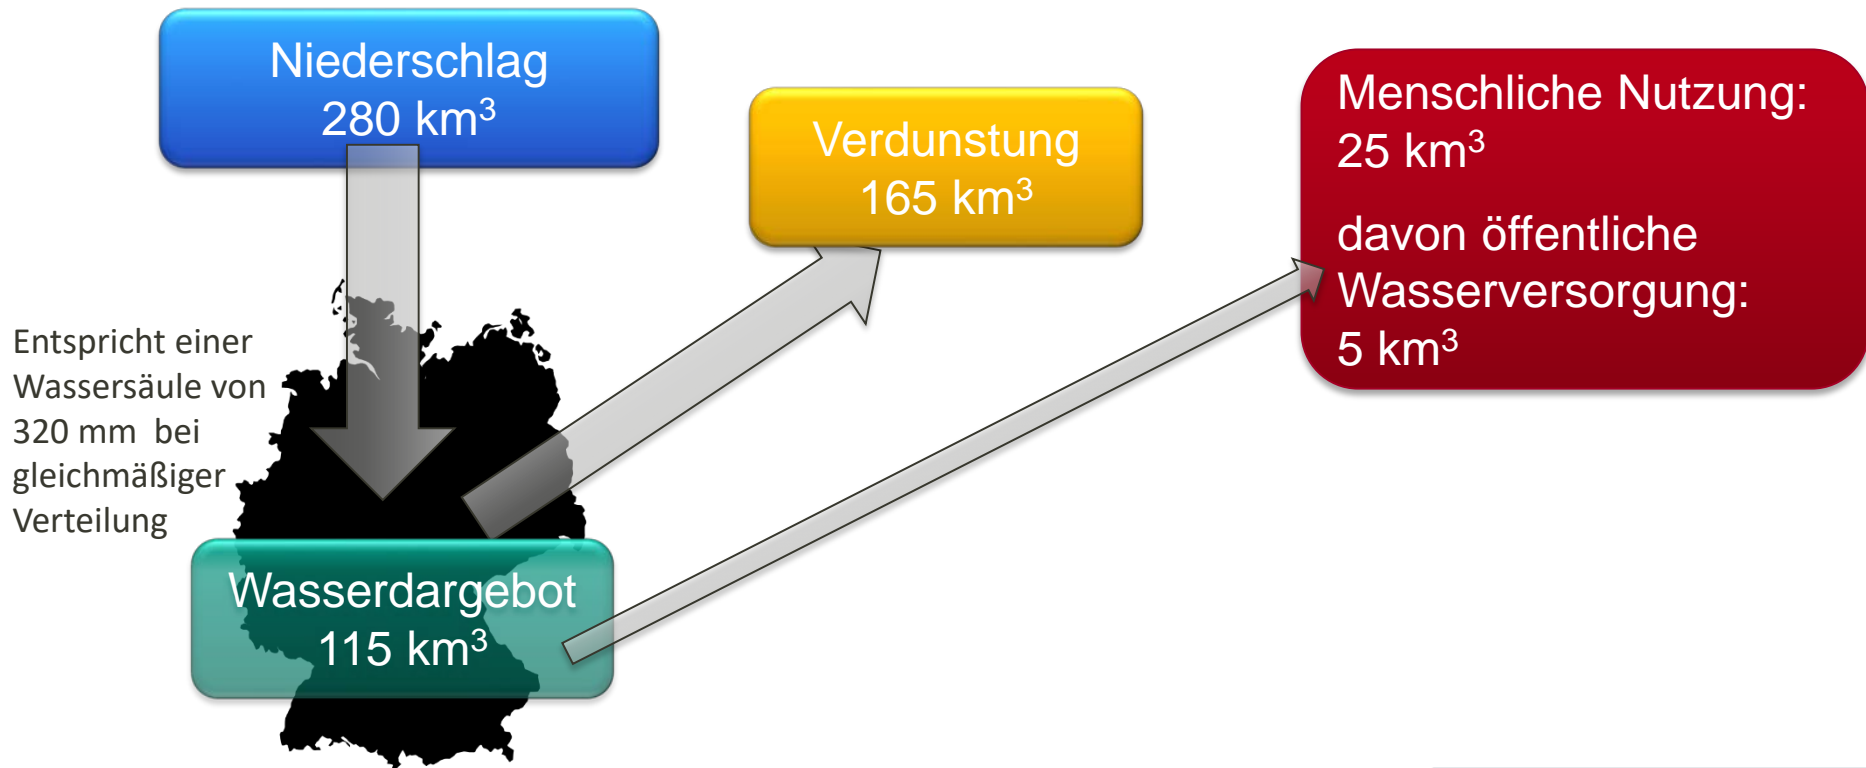 Niederschlag
280 km³
Verdunstung
165 km³
Menschliche Nutzung:
25 km³
davon öffentliche
Wasserversorgung:
5 km³
Entspricht einer
Wassersäule von
320 mm bei
gleichmäßiger
Verteilung
Wasserdargebot
115 km³